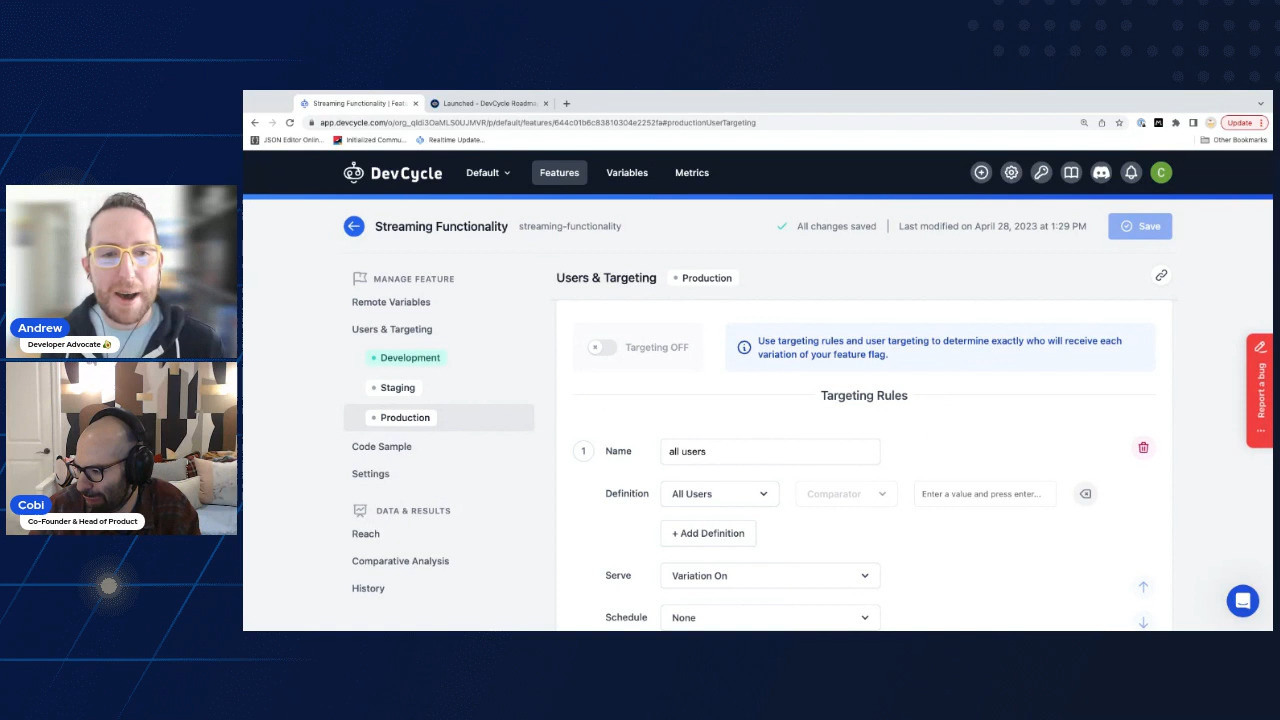 Streaming Functionality | Featu
Launched - DevCycle Roadma
app.devcycle.com/o/org_qIdi3OaMLS0UJMVR/p/default/features/644c01b6c83810304e2252fa#productionUserTargeting
Update
JSON Editor Onlin...
Initialized Commu...
Realtime Update...
Other Bookmarks
DevCycle
Default
Features
Variables
Metrics
C
Streaming Functionality
streaming-functionality
All changes saved
Last modified on April 28, 2023 at 1:29 PM
Save
MANAGE FEATURE
Remote Variables
Users & Targeting
Development
Staging
Production
Code Sample
Settings
DATA & RESULTS
Reach
Comparative Analysis
History
Users & Targeting
Production
Targeting OFF
Use targeting rules and user targeting to determine exactly who will receive each
variation of your feature flag.
Targeting Rules
1
Name
all users
Definition
All Users
Comparator
Enter a value and press enter...
+ Add Definition
Serve
Variation On
Schedule
None
Report a bug
Andrew
Developer Advocate
Cobi
Co-Founder & Head of Product